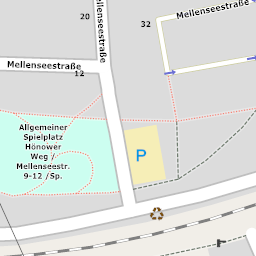 20
Mellenseestraße
32
Mellenseestraße
Mellenseestraße
12
Allgemeiner
Spielplatz
Hönower
Weg /
Mellenseestr.
9-12 /Sp.
P